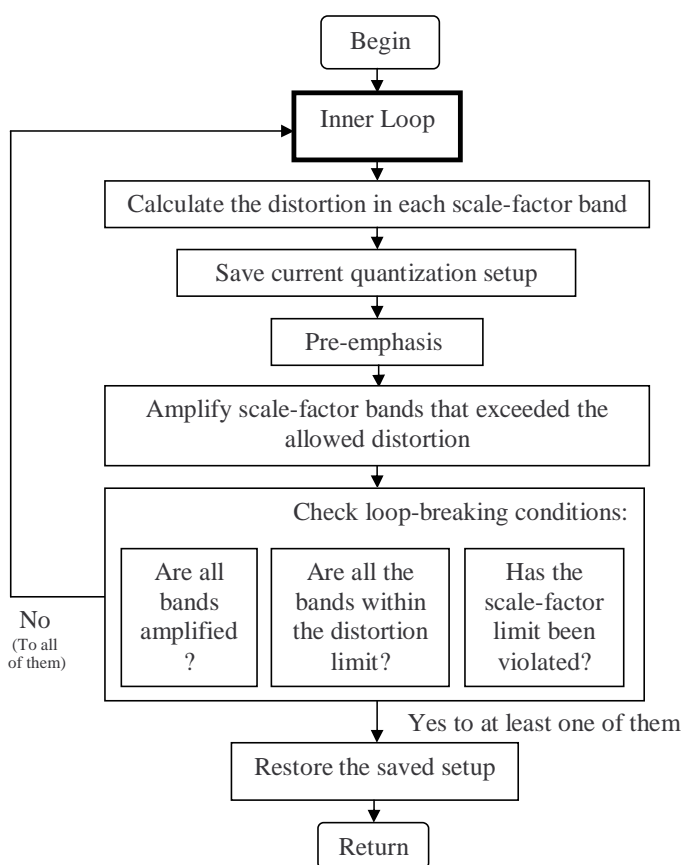 Begin
Inner Loop
Calculate the distortion in each scale-factor band
Save current quantization setup
Pre-emphasis
Amplify scale-factor bands that exceeded the
allowed distortion
Check loop-breaking conditions:
Are all
bands
amplified
?
Are all the
bands within
the distortion
limit?
Has the
scale-factor
limit been
violated?
No
(To all
of them)
Yes to at least one of them
Restore the saved setup
Return